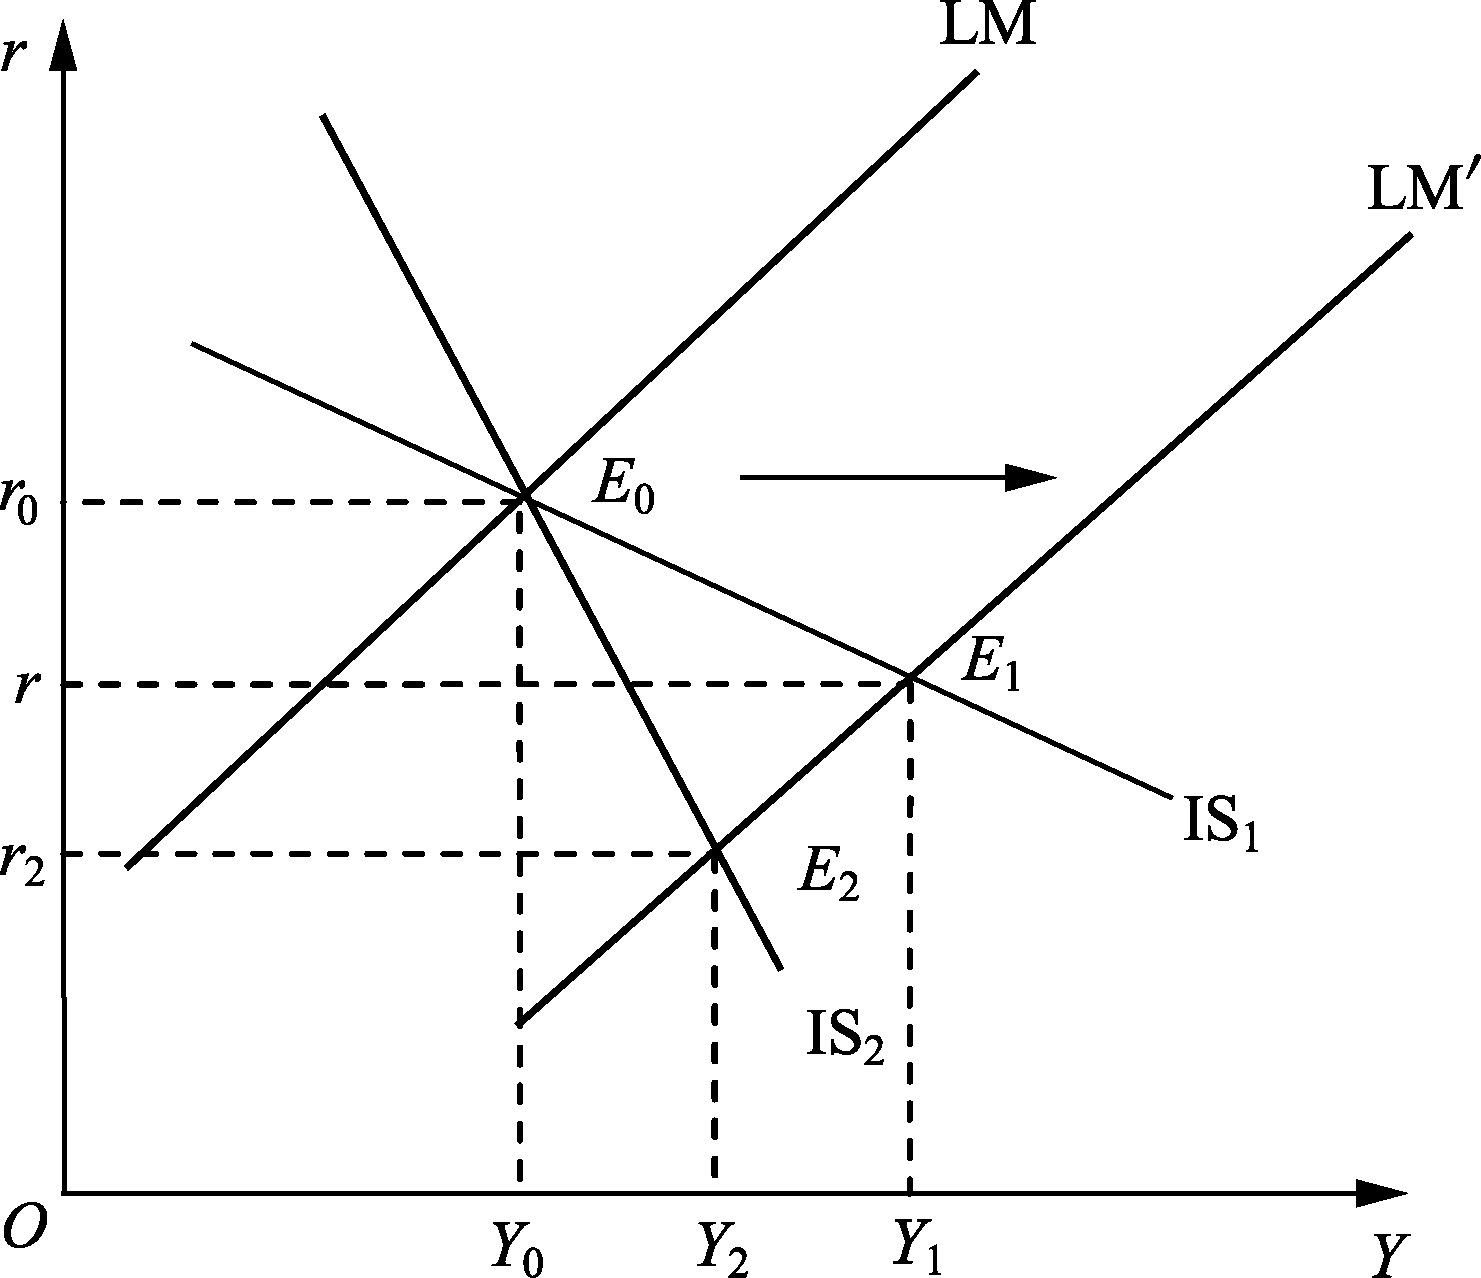 LM
r
LM′
r₀
E₀
E₁
r
IS₁
r₂
E₂
IS₂
O
Y₀
Y₂
Y₁
Y